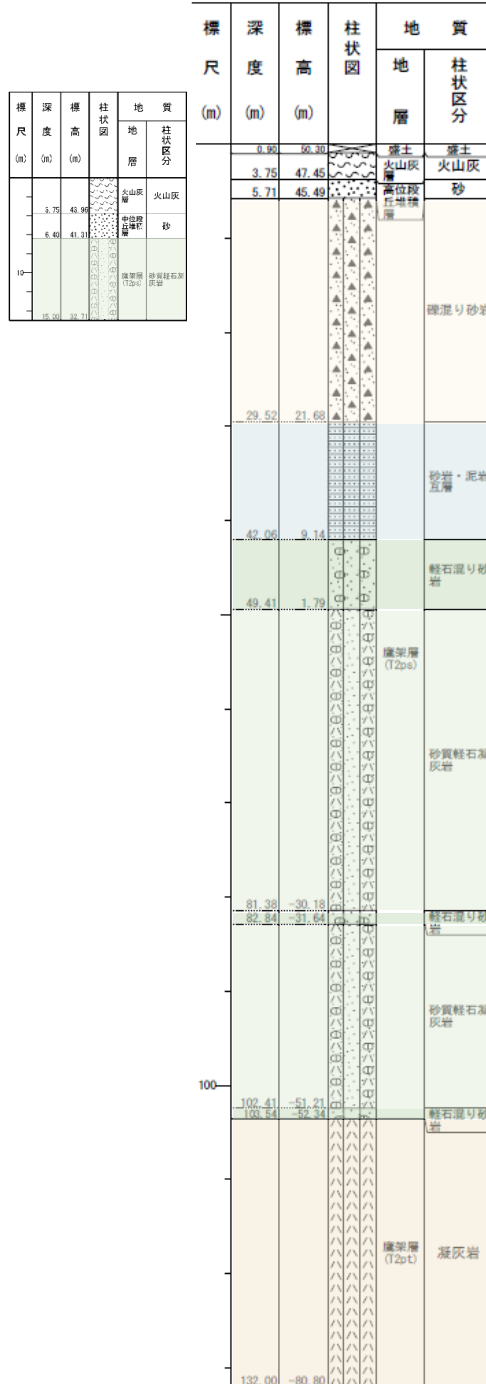 標尺(m) 深度(m) 標高(m) 柱状図 地質
地層 柱状区分
火山灰層 火山灰
3.75 43.96
中位段丘堆積層 砂
6.40 41.31
10
鷹架層(T2ps) 砂質軽石凝灰岩
15.00 32.71
標尺(m) 深度(m) 標高(m) 柱状図 地質
地層 柱状区分
0.90 50.30 盛土 盛土
3.75 47.45 火山灰層 火山灰
5.71 45.49 高位段丘堆積層 砂
礫混り砂岩
29.52 21.68
砂岩・泥岩互層
42.06 9.14
軽石混り砂岩
49.41 1.79
鷹架層(T2ps)
砂質軽石凝灰岩
81.38 -30.18
82.84 -31.64 軽石混り砂岩
砂質軽石凝灰岩
100
102.41 -51.21
103.54 -52.34 軽石混り砂岩
鷹架層(T2pt) 凝灰岩
132.00 -80.80